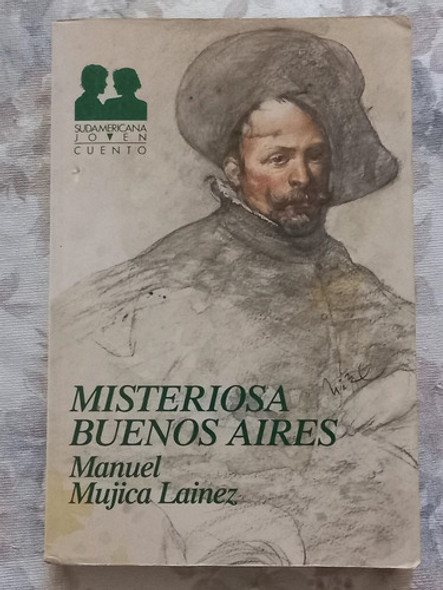 SUDAMERICANA
JOVEN
CUENTO
MISTERIOSA
BUENOS AIRES
Manuel
Mujica Lainez